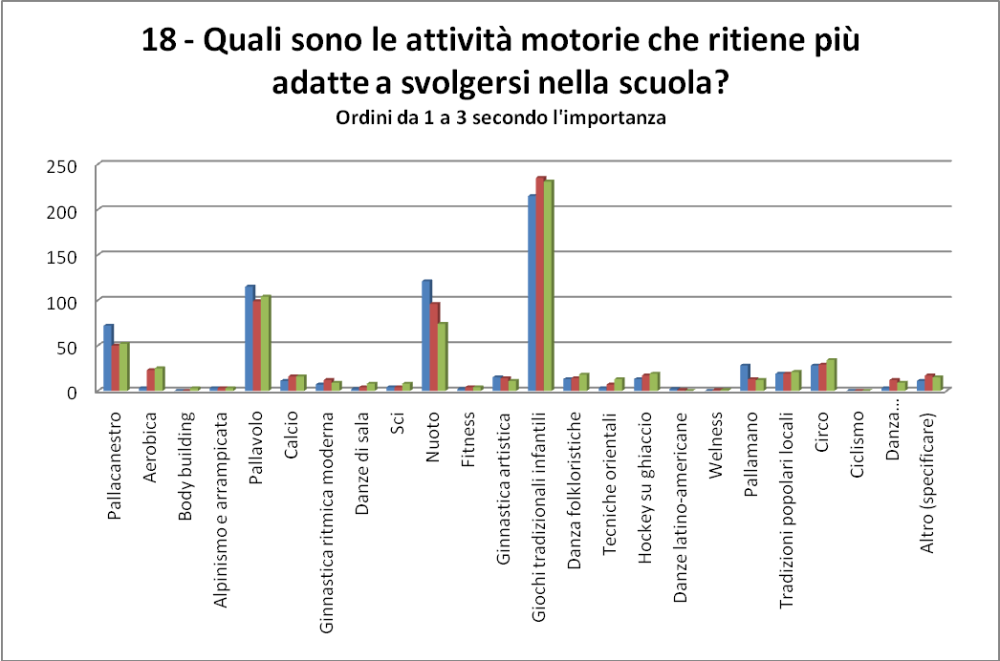 18 - Quali sono le attività motorie che ritiene più
adatte a svolgersi nella scuola?
Ordini da 1 a 3 secondo l'importanza
250
200
150
100
50
0
Pallacanestro
Aerobica
Body building
Alpinismo e arrampicata
Pallavolo
Calcio
Ginnastica ritmica moderna
Danze di sala
Sci
Nuoto
Fitness
Ginnastica artistica
Giochi tradizionali infantili
Danza folkloristiche
Tecniche orientali
Hockey su ghiaccio
Danze latino-americane
Welness
Pallamano
Tradizioni popolari locali
Circo
Ciclismo
Danza...
Altro (specificare)